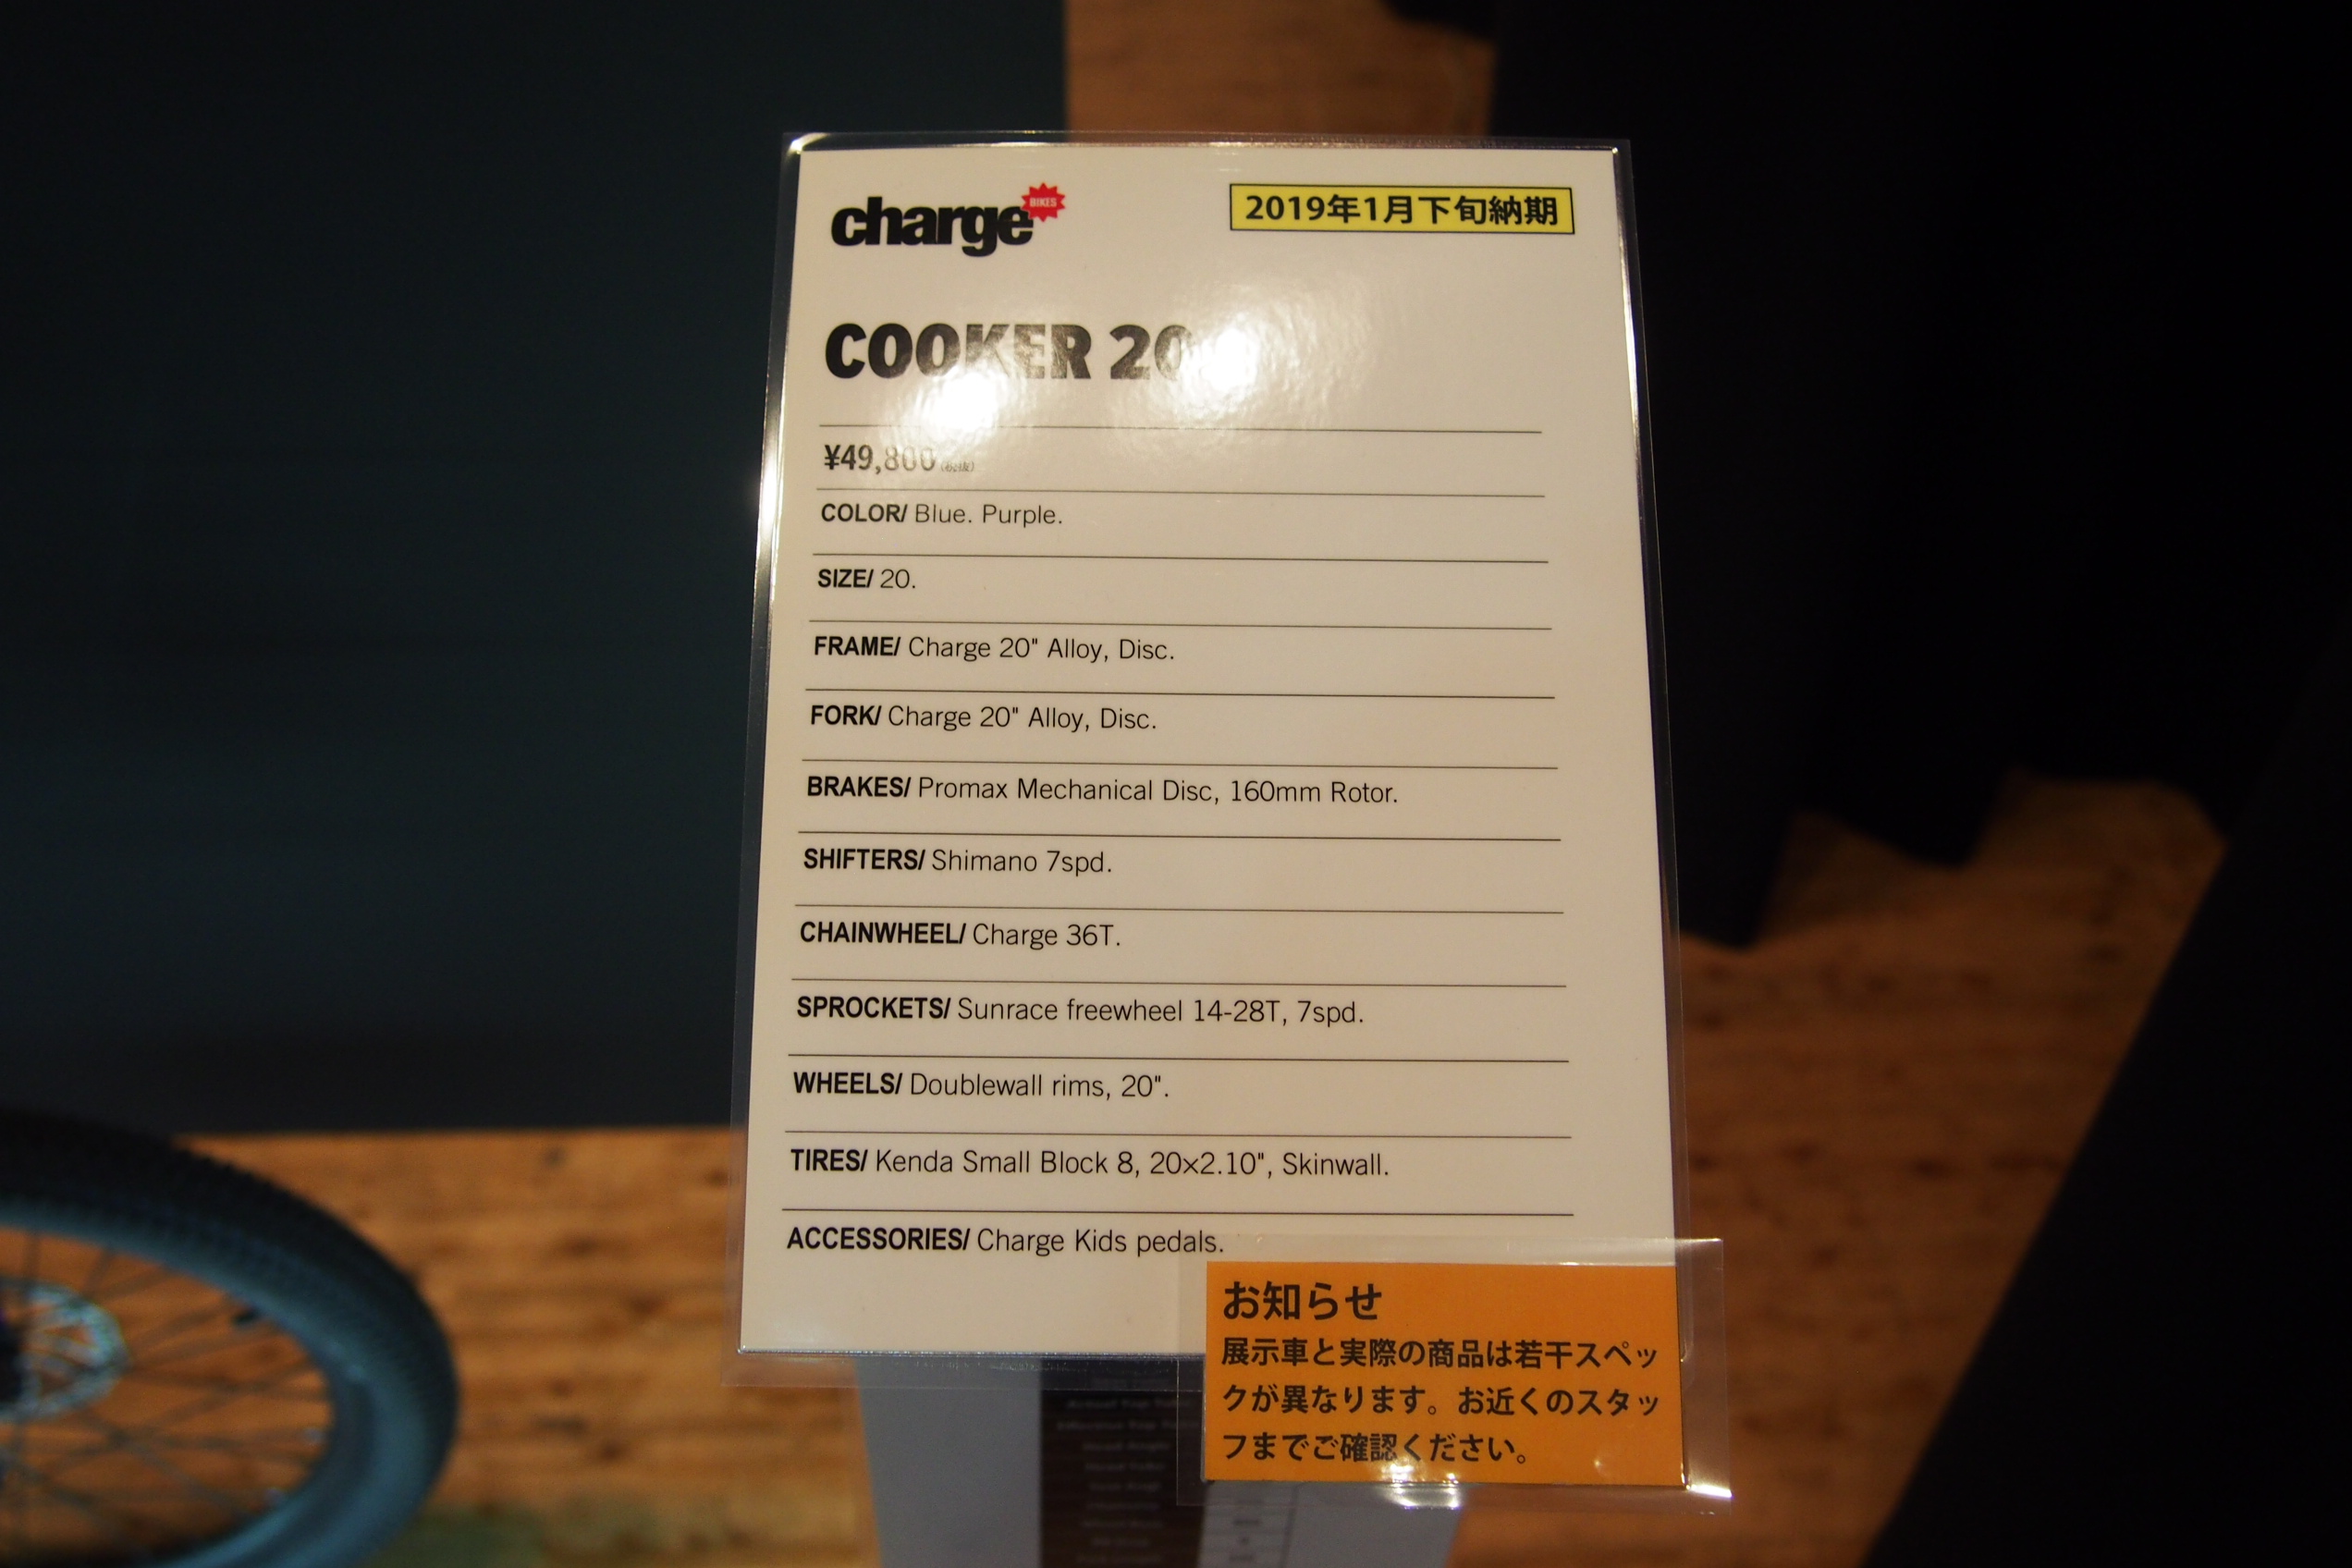 charge BIKES
2019年1月下旬納期
COOKER 20
¥49,800(税抜)
COLOR/ Blue. Purple.
SIZE/ 20.
FRAME/ Charge 20" Alloy, Disc.
FORK/ Charge 20" Alloy, Disc.
BRAKES/ Promax Mechanical Disc, 160mm Rotor.
SHIFTERS/ Shimano 7spd.
CHAINWHEEL/ Charge 36T.
SPROCKETS/ Sunrace freewheel 14-28T, 7spd.
WHEELS/ Doublewall rims, 20".
TIRES/ Kenda Small Block 8, 20×2.10", Skinwall.
ACCESSORIES/ Charge Kids pedals.
お知らせ
展示車と実際の商品は若干スペッ
クが異なります。お近くのスタッ
フまでご確認ください。